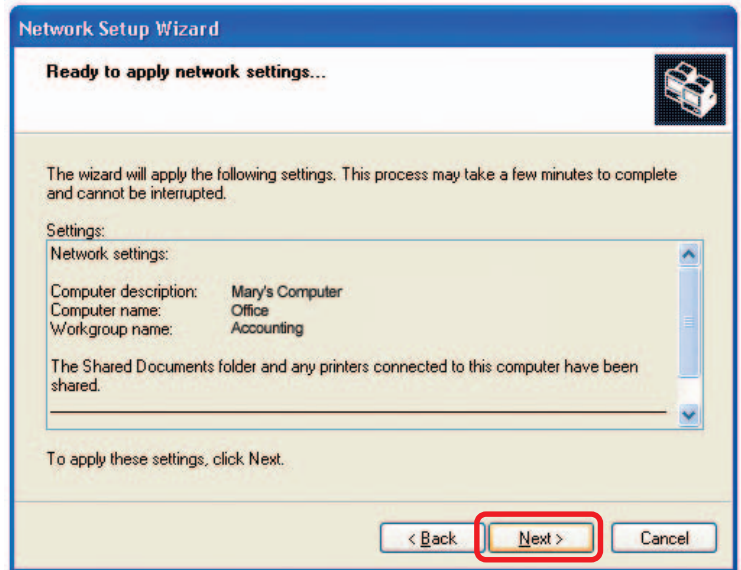 Network Setup Wizard
Ready to apply network settings...
The wizard will apply the following settings. This process may take a few minutes to complete
and cannot be interrupted.
Settings:
Network settings:
Computer description: Mary's Computer
Computer name: Office
Workgroup name: Accounting
The Shared Documents folder and any printers connected to this computer have been
shared.
To apply these settings, click Next.
< Back Next > Cancel